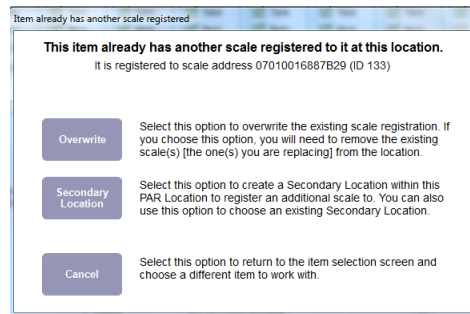 Item already has another scale registered
This item already has another scale registered to it at this location.
It is registered to scale address 07010016887B29 (ID 133)
Overwrite
Select this option to overwrite the existing scale registration. If
you choose this option, you will need to remove the existing
scale(s) [the one(s) you are replacing] from the location.
Secondary
Location
Select this option to create a Secondary Location within this
PAR Location to register an additional scale to. You can also
use this option to choose an existing Secondary Location.
Cancel
Select this option to return to the item selection screen and
choose a different item to work with.